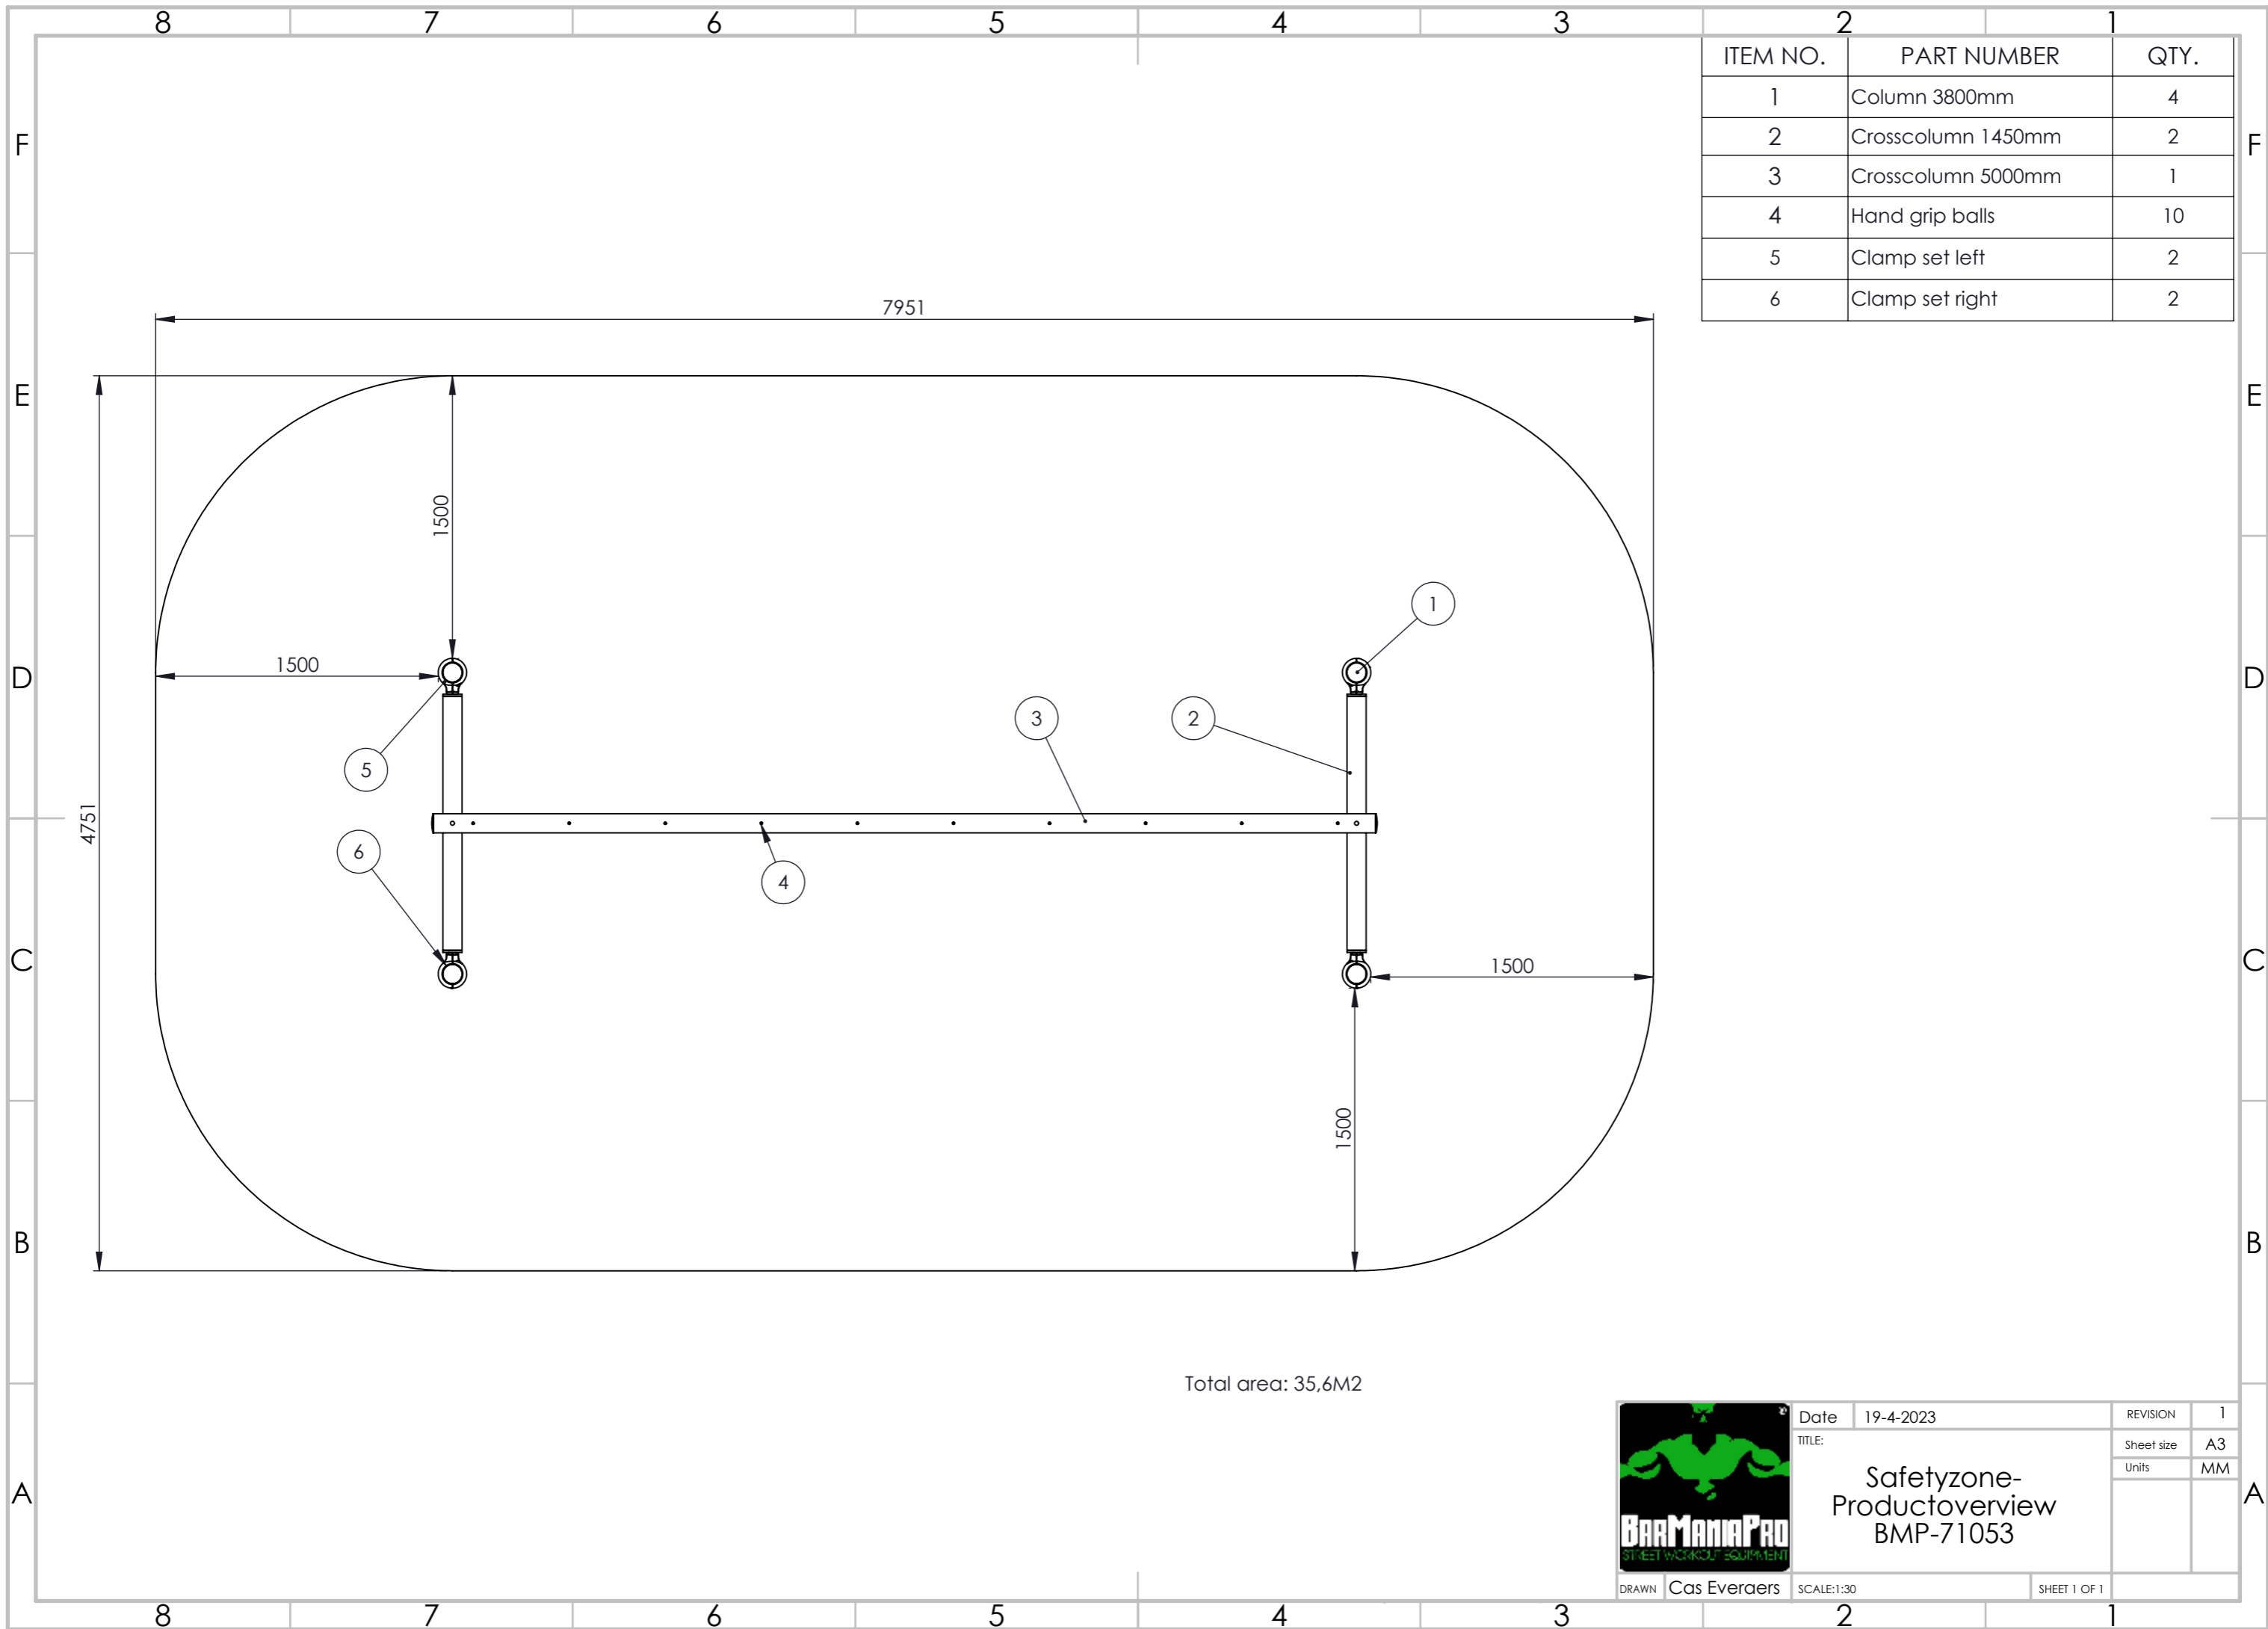 8 7 6 5 4 3 2 1
ITEM NO. PART NUMBER QTY.
1 Column 3800mm 4
2 Crosscolumn 1450mm 2
3 Crosscolumn 5000mm 1
4 Hand grip balls 10
5 Clamp set left 2
6 Clamp set right 2
F F
7951
E E
1500
1
D 1500 D
3 2
5
4751
6
4
C 1500 C
1500
B B
Total area: 35,6M2
Date 19-4-2023 REVISION 1
TITLE: Sheet size A3
Units MM
Safetyzone-
Productoverview
BMP-71053
A A
BARMANIAPRO
STREET WORKOUT EQUIPMENT
DRAWN Cas Everaers SCALE:1:30 SHEET 1 OF 1
8 7 6 5 4 3 2 1